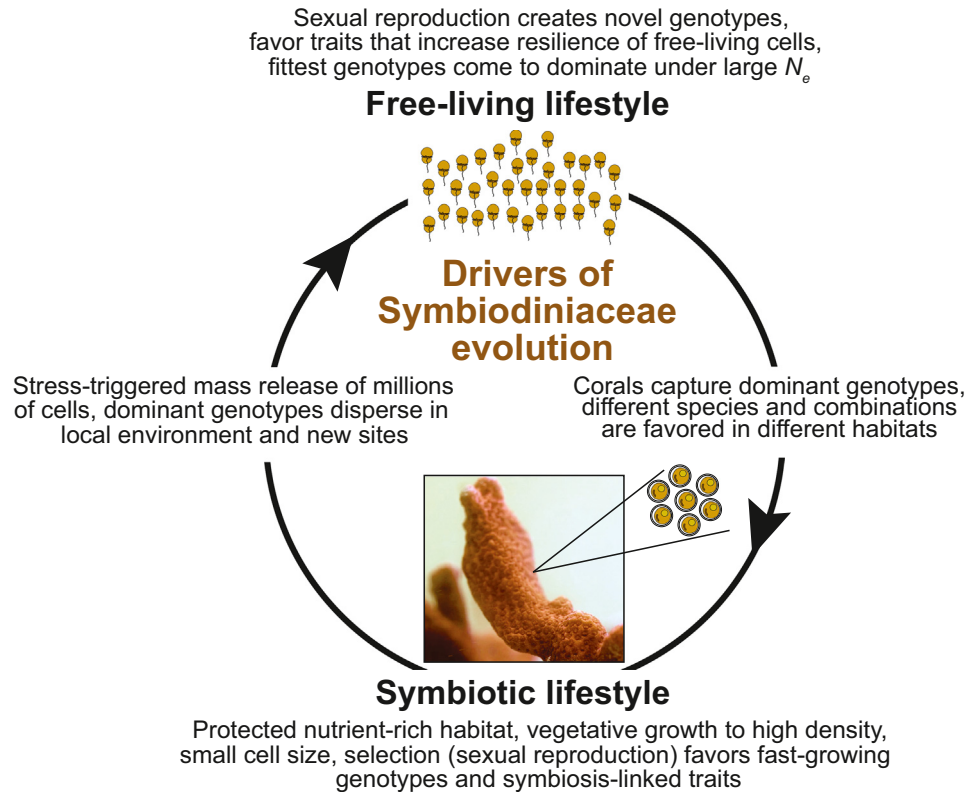 Sexual reproduction creates novel genotypes,
favor traits that increase resilience of free-living cells,
fittest genotypes come to dominate under large Ne
Free-living lifestyle
Drivers of
Symbiodiniaceae
evolution
Stress-triggered mass release of millions
of cells, dominant genotypes disperse in
local environment and new sites
Corals capture dominant genotypes,
different species and combinations
are favored in different habitats
Symbiotic lifestyle
Protected nutrient-rich habitat, vegetative growth to high density,
small cell size, selection (sexual reproduction) favors fast-growing
genotypes and symbiosis-linked traits